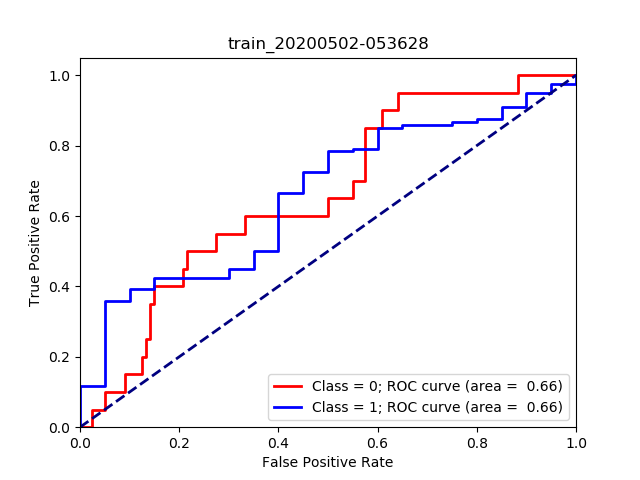 train_20200502-053628
True Positive Rate
1.0
0.8
0.6
0.4
0.2
0.0
0.0 0.2 0.4 0.6 0.8 1.0
False Positive Rate
Class = 0; ROC curve (area =  0.66)
Class = 1; ROC curve (area =  0.66)